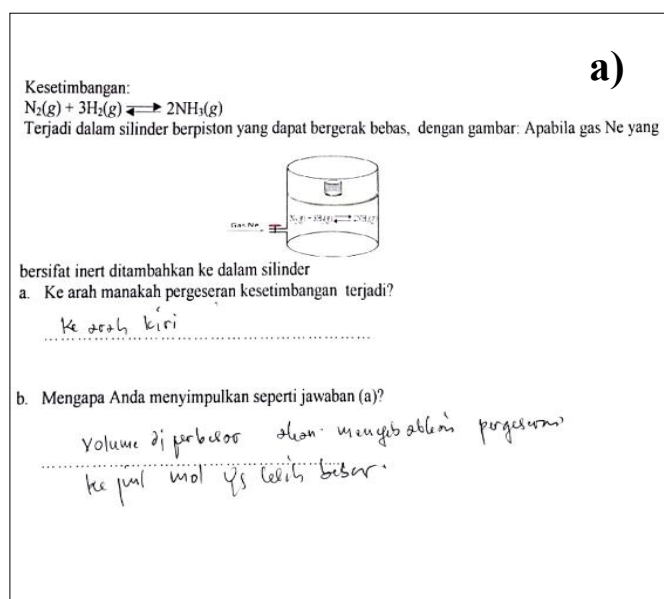 a)
Kesetimbangan:
N₂(g) + 3H₂(g) ⇌ 2NH₃(g)
Terjadi dalam silinder berpiston yang dapat bergerak bebas, dengan gambar: Apabila gas Ne yang
N₂(g) + 3H₂(g) ⇌ 2NH₃(g)
Gas Ne
bersifat inert ditambahkan ke dalam silinder
a. Ke arah manakah pergeseran kesetimbangan terjadi?
Ke arah kiri
b. Mengapa Anda menyimpulkan seperti jawaban (a)?
Volume diperbesar akan menyebabkan pergeseran
ke jml mol yg lebih besar.